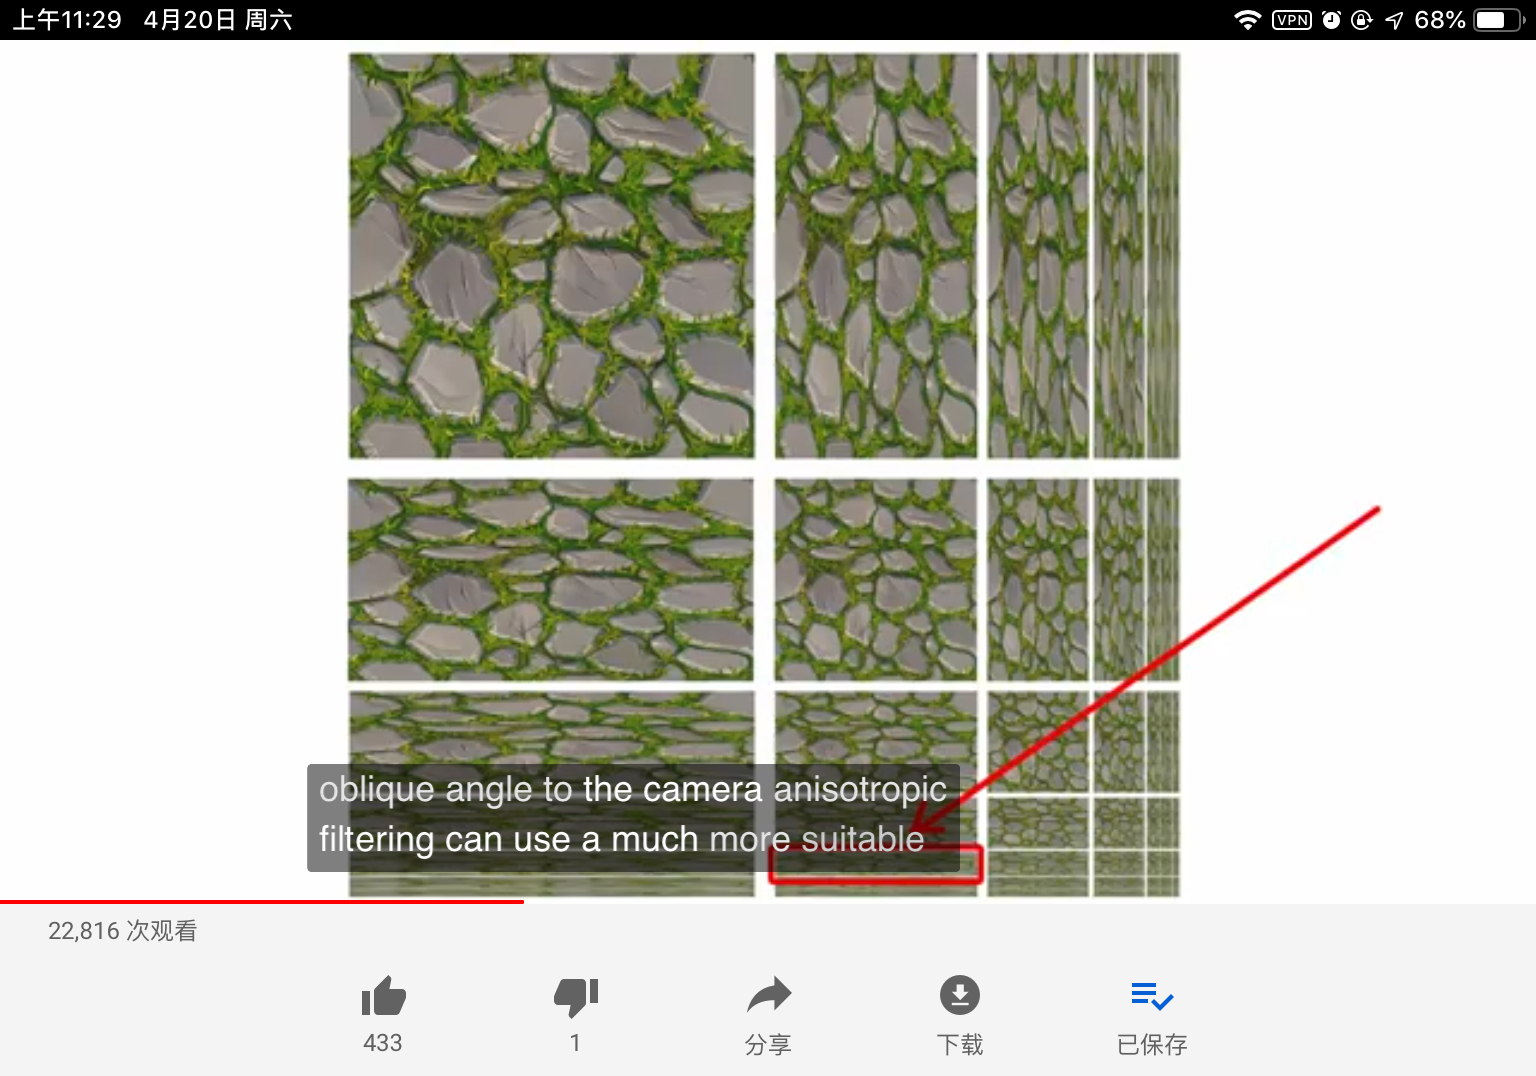 上午11:29 4月20日 周六
VPN 68%
oblique angle to the camera anisotropic
filtering can use a much more suitable
22,816 次观看
433 1 分享 下载 已保存